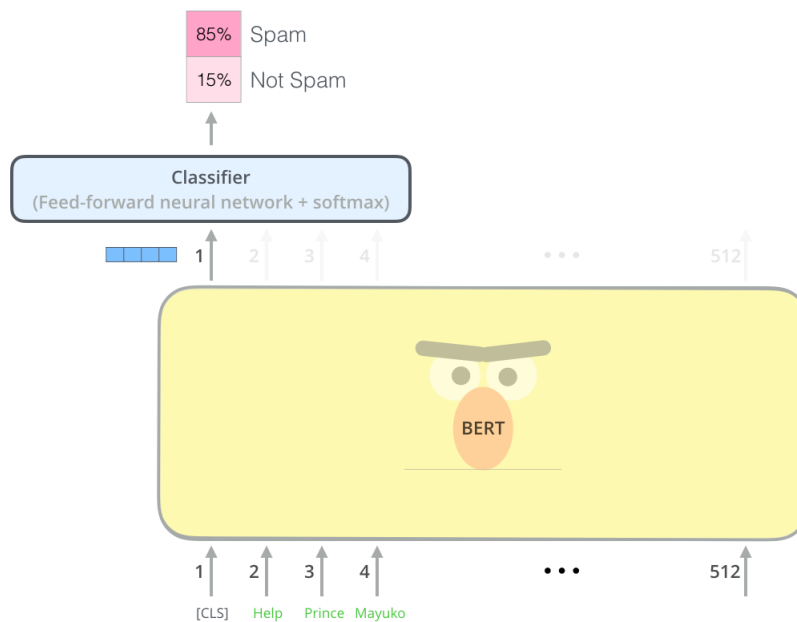 85% Spam
15% Not Spam
Classifier
(Feed-forward neural network + softmax)
1 2 3 4 ••• 512
BERT
1 2 3 4 ••• 512
[CLS] Help Prince Mayuko